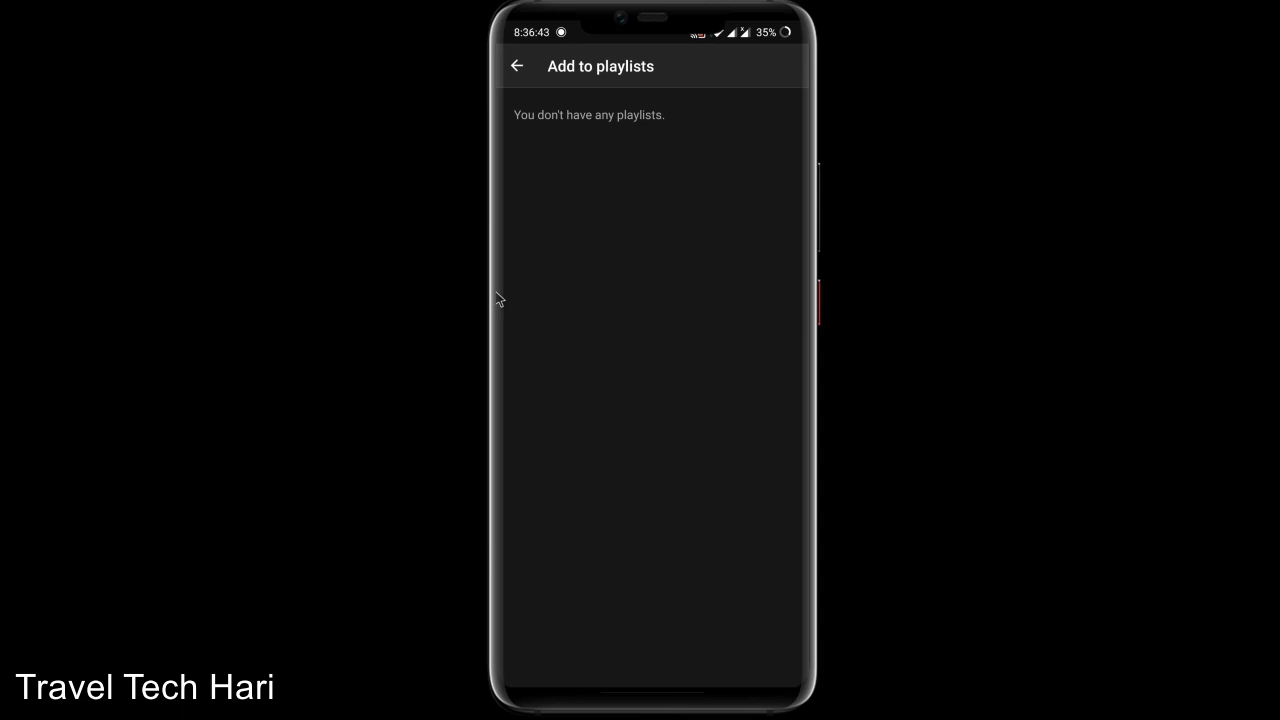 8:36:43
35%
Add to playlists
You don't have any playlists.
Travel Tech Hari